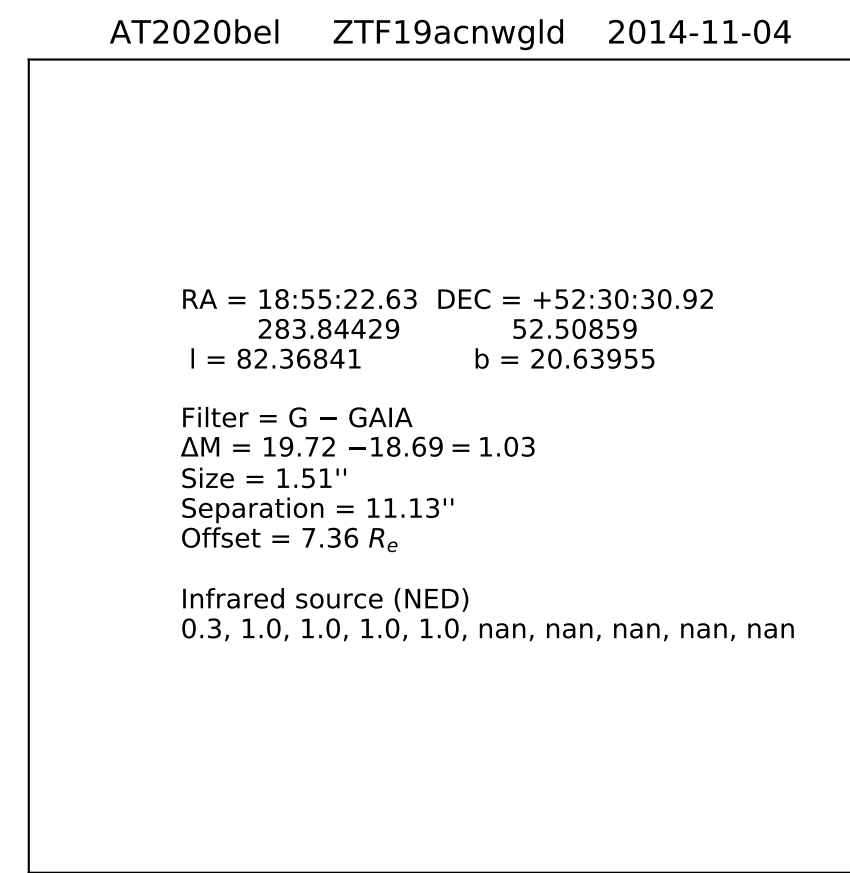 AT2020bel ZTF19acnwgld 2014-11-04
RA = 18:55:22.63 DEC = +52:30:30.92
283.84429 52.50859
l = 82.36841 b = 20.63955
Filter = G − GAIA
ΔM = 19.72 −18.69 = 1.03
Size = 1.51''
Separation = 11.13''
Offset = 7.36 Rₑ
Infrared source (NED)
0.3, 1.0, 1.0, 1.0, 1.0, nan, nan, nan, nan, nan